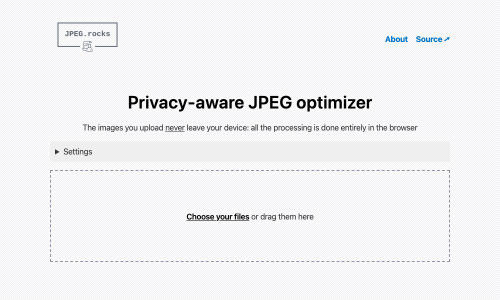 JPEG.rocks
About Source ↗
Privacy-aware JPEG optimizer
The images you upload never leave your device: all the processing is done entirely in the browser
▶ Settings
Choose your files or drag them here